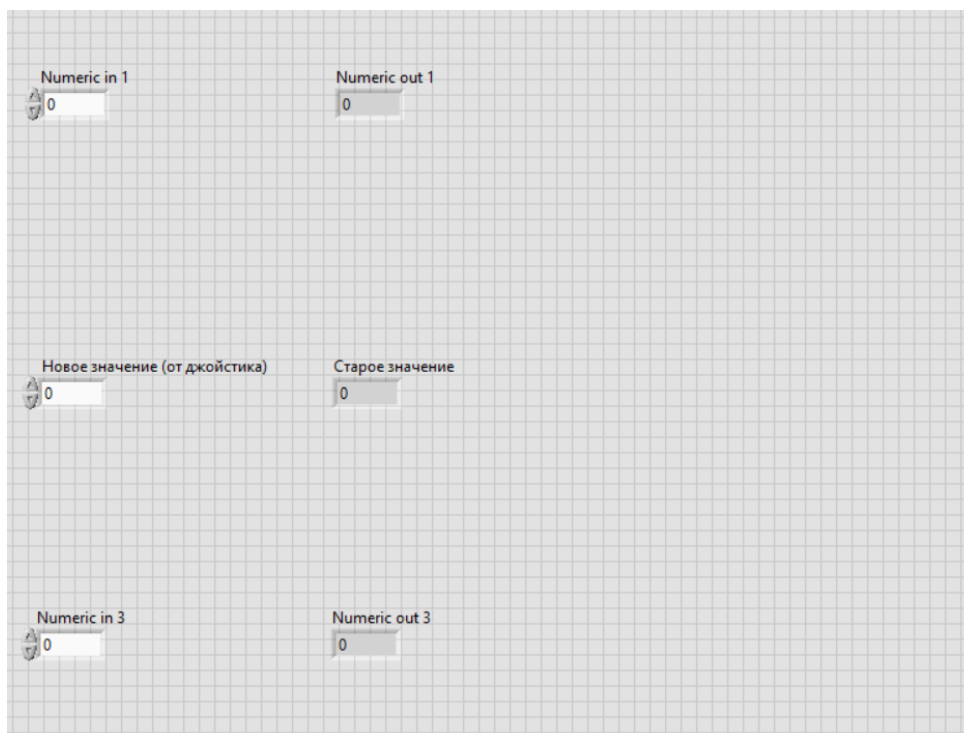 Numeric in 1 Numeric out 1
0 0
Новое значение (от джойстика) Старое значение
0 0
Numeric in 3 Numeric out 3
0 0